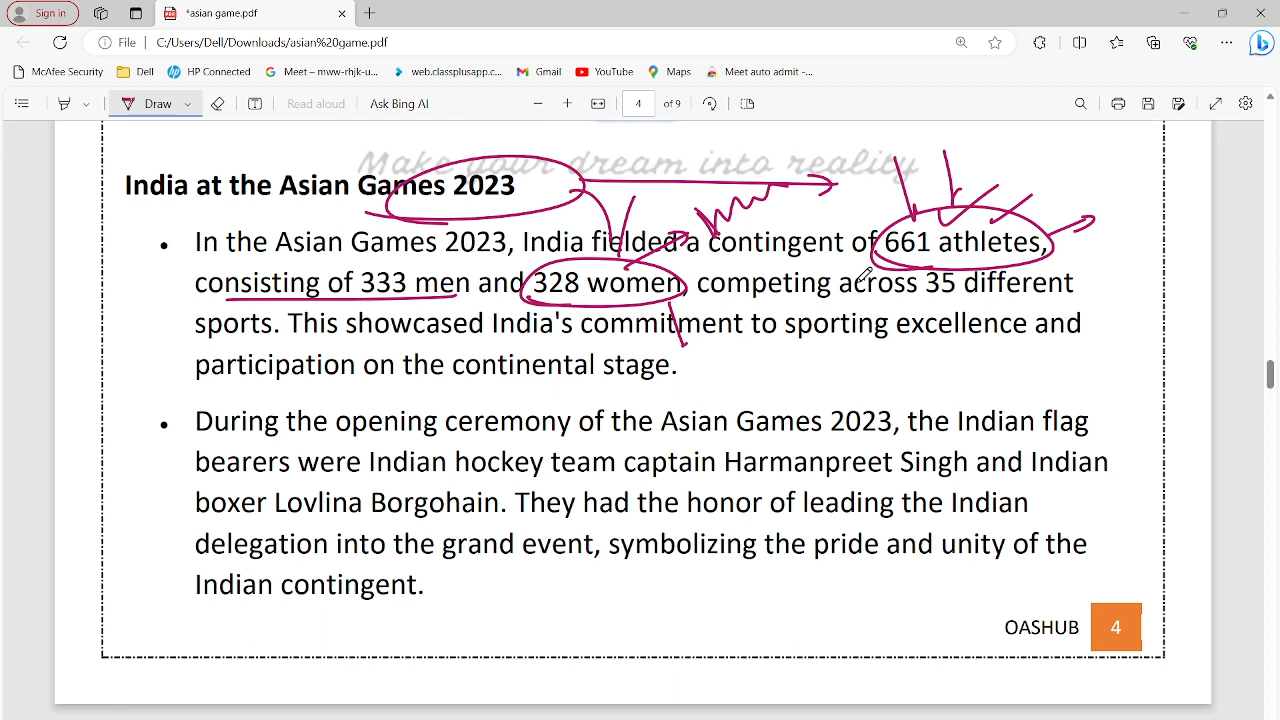 Sign in
*asian game.pdf
File
C:/Users/Dell/Downloads/asian%20game.pdf
McAfee Security
Dell
HP Connected
Meet – mvw-rhjk-u...
web.classplusapp.c...
Gmail
YouTube
Maps
Meet auto admit -...
Draw
Read aloud
Ask Bing AI
4
of 9
Make your dream into reality
India at the Asian Games 2023
• In the Asian Games 2023, India fielded a contingent of 661 athletes,
consisting of 333 men and 328 women, competing across 35 different
sports. This showcased India's commitment to sporting excellence and
participation on the continental stage.
• During the opening ceremony of the Asian Games 2023, the Indian flag
bearers were Indian hockey team captain Harmanpreet Singh and Indian
boxer Lovlina Borgohain. They had the honor of leading the Indian
delegation into the grand event, symbolizing the pride and unity of the
Indian contingent.
OASHUB 4